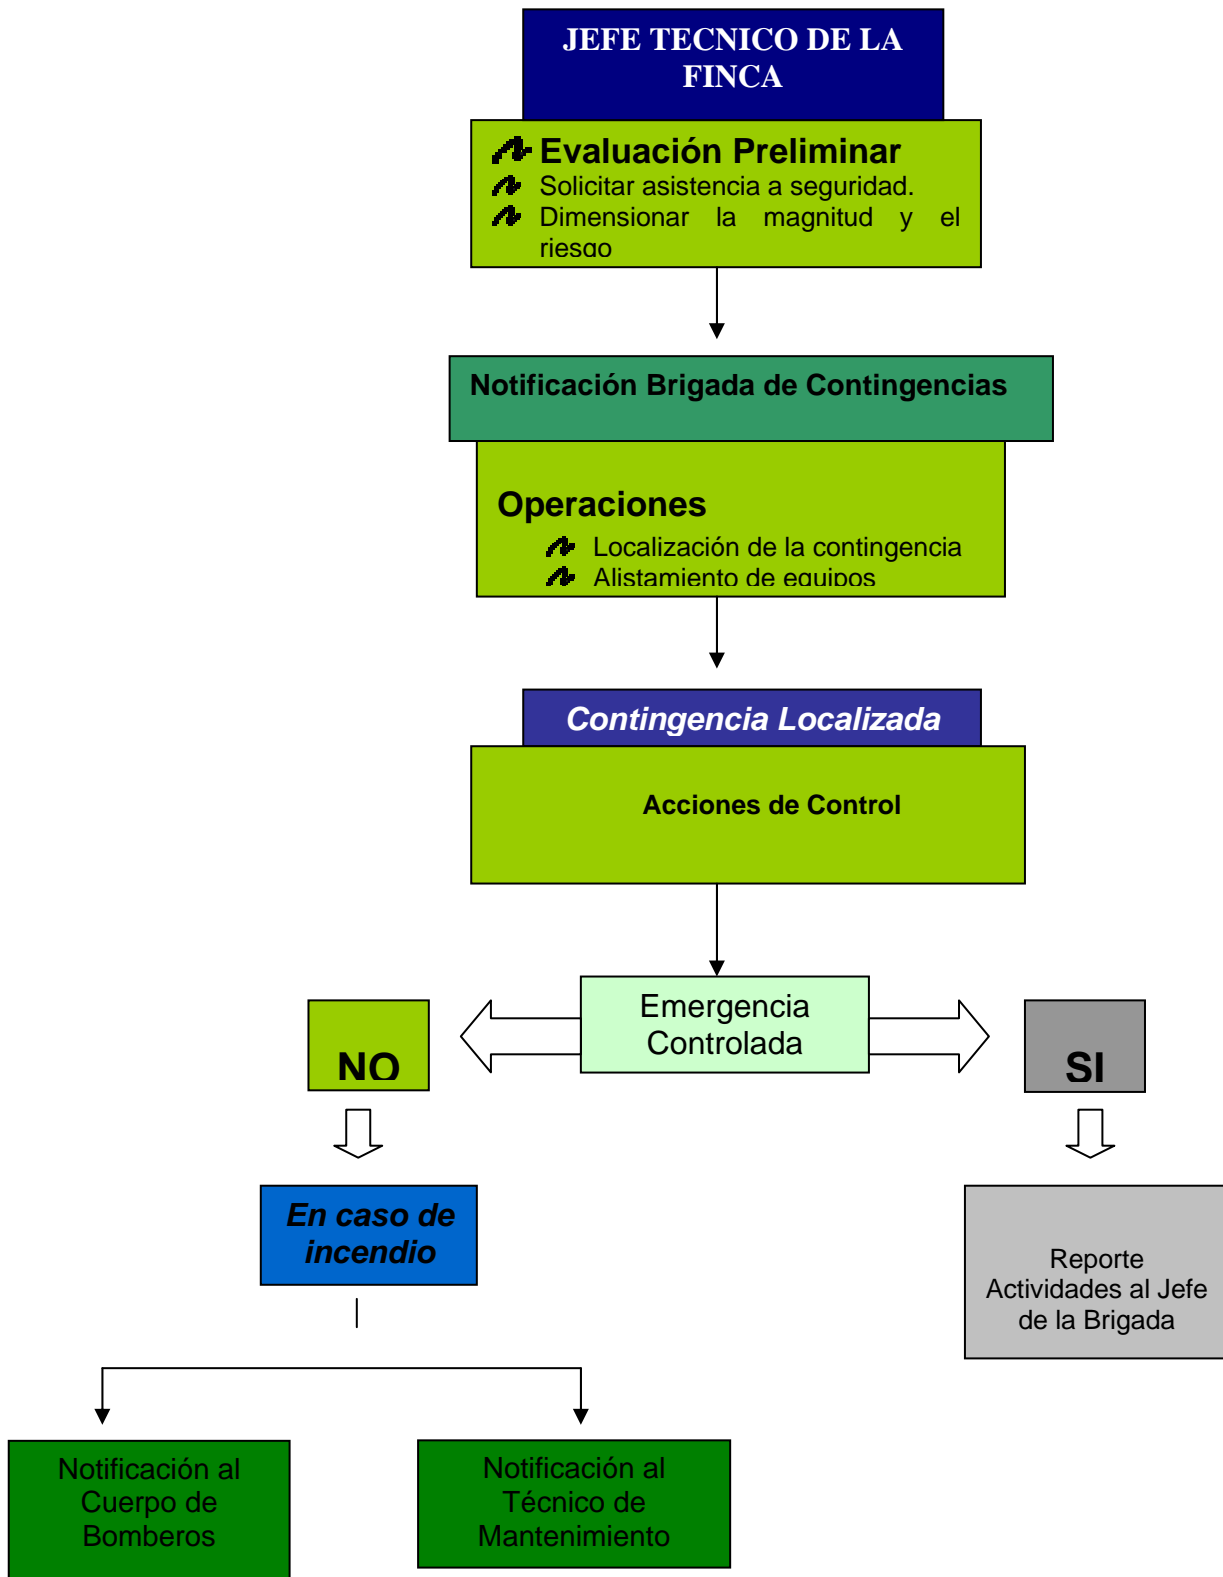 JEFE TECNICO DE LA
FINCA
Evaluación Preliminar
Solicitar asistencia a seguridad.
Dimensionar la magnitud y el
riesgo
Notificación Brigada de Contingencias
Operaciones
Localización de la contingencia
Alistamiento de equipos
Contingencia Localizada
Acciones de Control
Emergencia
Controlada
NO
SI
En caso de
incendio
Reporte
Actividades al Jefe
de la Brigada
Notificación al
Cuerpo de
Bomberos
Notificación al
Técnico de
Mantenimiento